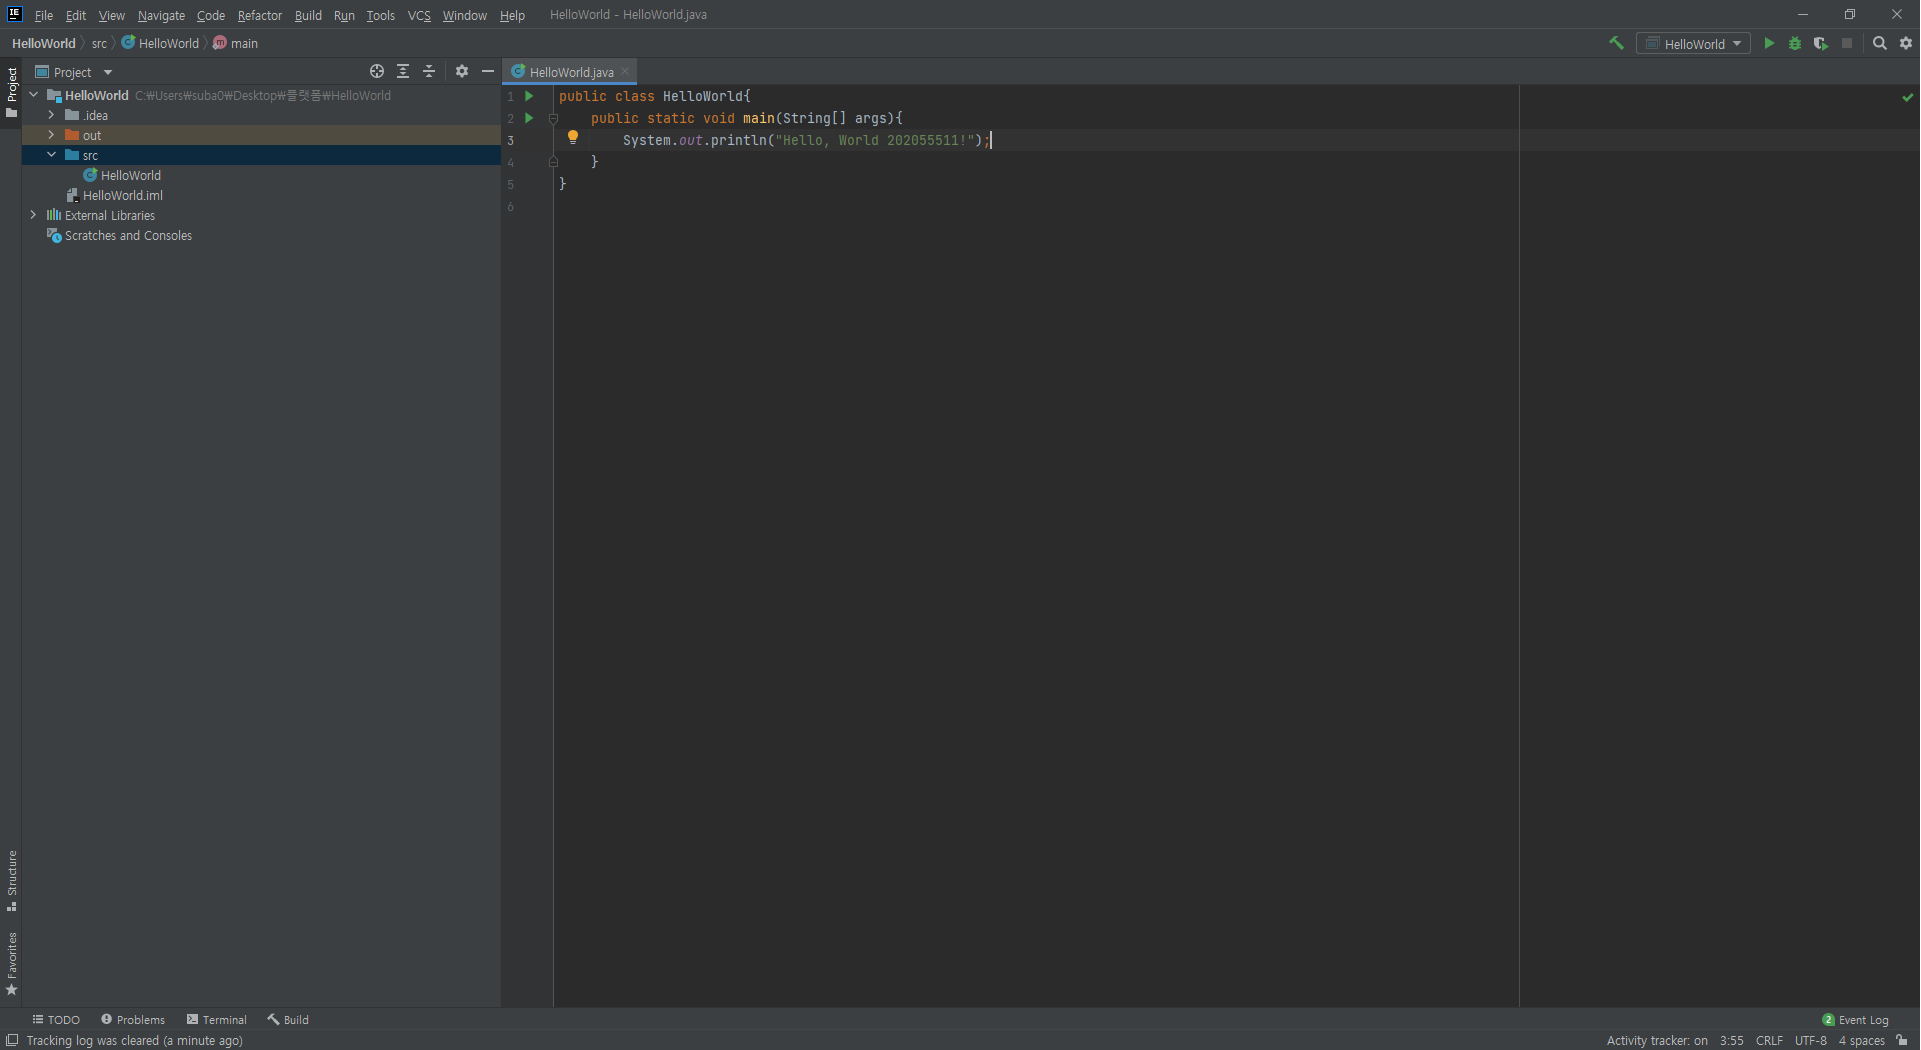 File Edit View Navigate Code Refactor Build Run Tools VCS Window Help HelloWorld - HelloWorld.java
HelloWorld src HelloWorld main
HelloWorld
Project
Project
HelloWorld C:₩Users₩suba0₩Desktop₩플랫폼₩HelloWorld
.idea
out
src
HelloWorld
HelloWorld.iml
External Libraries
Scratches and Consoles
HelloWorld.java
1 public class HelloWorld{
2 public static void main(String[] args){
3 System.out.println("Hello, World 202055511!");
4 }
5 }
6
Structure
Favorites
TODO Problems Terminal Build
2 Event Log
Tracking log was cleared (a minute ago)
Activity tracker: on 3:55 CRLF UTF-8 4 spaces